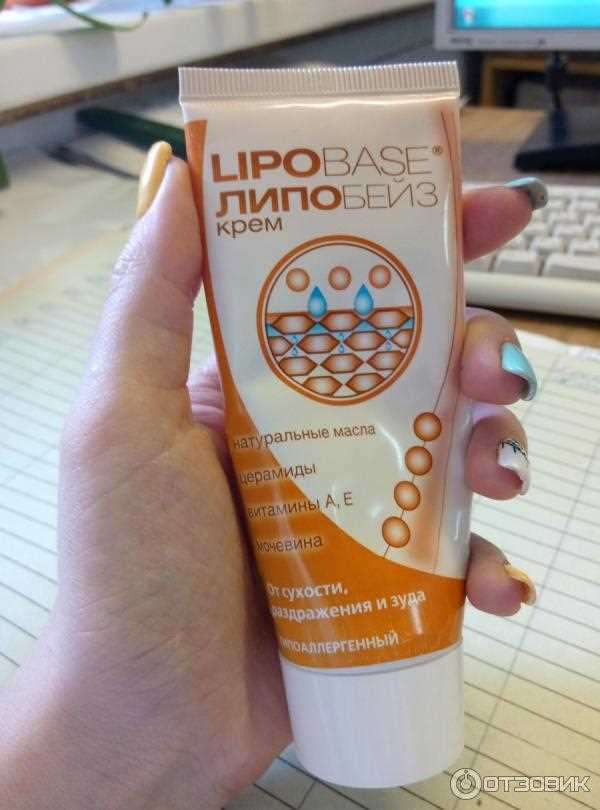 LIPOBASE®
ЛИПОБЕЙЗ
крем
натуральные масла
церамиды
витамины А, Е
мочевина
От сухости,
раздражения и зуда
ГИПОАЛЛЕРГЕННЫЙ
ОТЗОВИК